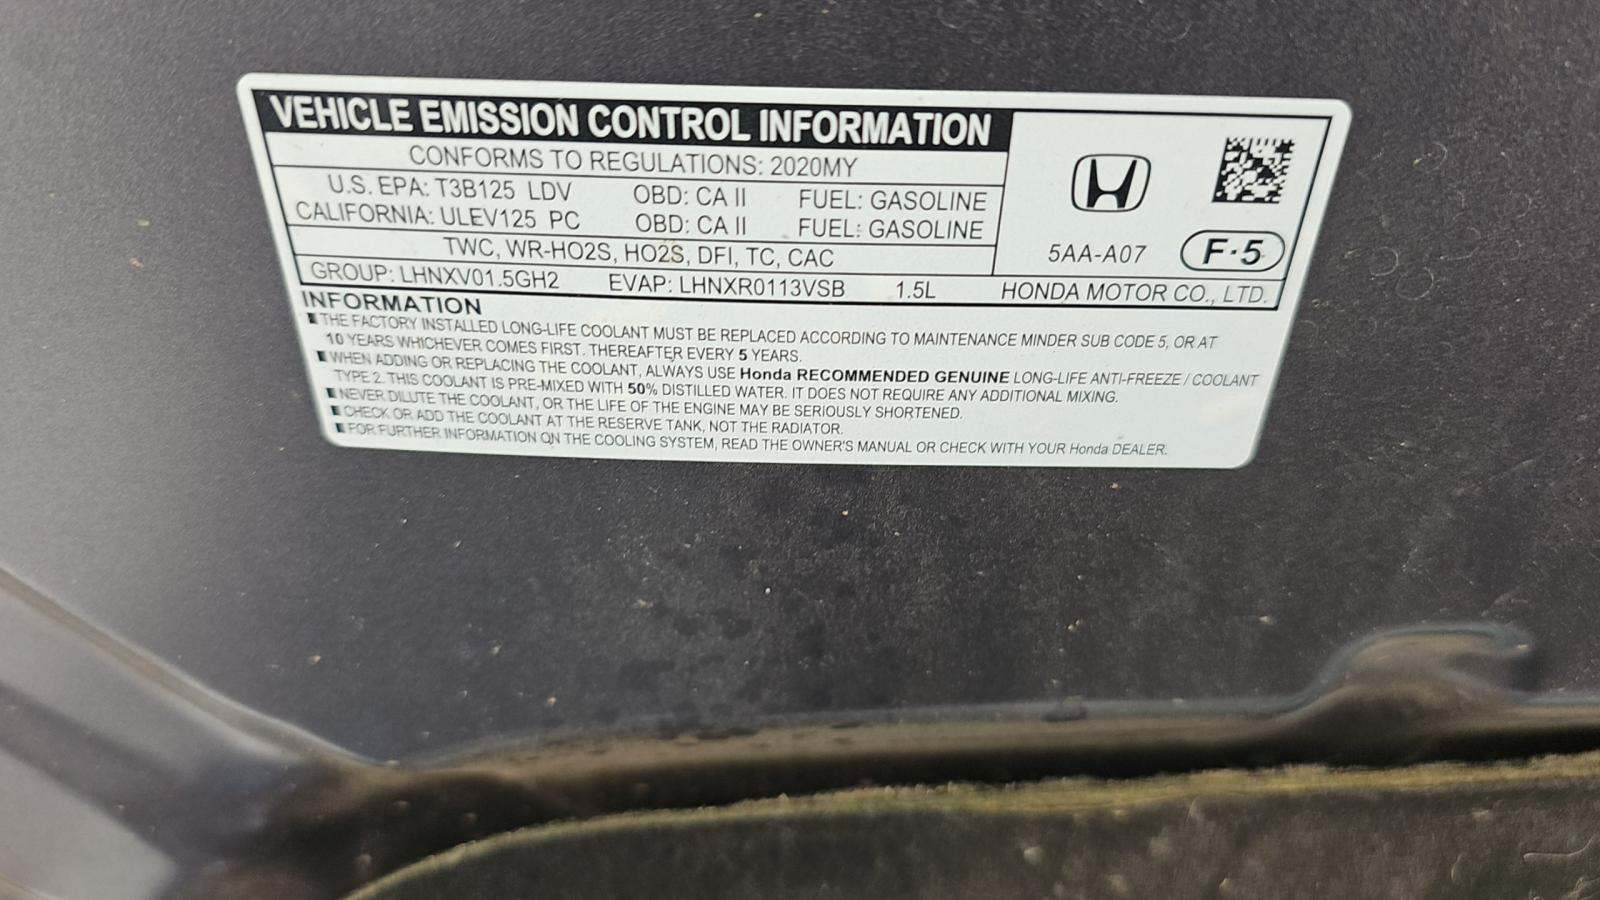 VEHICLE EMISSION CONTROL INFORMATION
CONFORMS TO REGULATIONS: 2020MY
U.S. EPA: T3B125 LDV OBD: CA II FUEL: GASOLINE
CALIFORNIA: ULEV125 PC OBD: CA II FUEL: GASOLINE
TWC, WR-HO2S, HO2S, DFI, TC, CAC
5AA-A07 F·5
GROUP: LHNXV01.5GH2 EVAP: LHNXR0113VSB 1.5L HONDA MOTOR CO., LTD.
INFORMATION
THE FACTORY INSTALLED LONG-LIFE COOLANT MUST BE REPLACED ACCORDING TO MAINTENANCE MINDER SUB CODE 5, OR AT
10 YEARS WHICHEVER COMES FIRST. THEREAFTER EVERY 5 YEARS.
WHEN ADDING OR REPLACING THE COOLANT, ALWAYS USE Honda RECOMMENDED GENUINE LONG-LIFE ANTI-FREEZE / COOLANT
TYPE 2. THIS COOLANT IS PRE-MIXED WITH 50% DISTILLED WATER. IT DOES NOT REQUIRE ANY ADDITIONAL MIXING.
NEVER DILUTE THE COOLANT, OR THE LIFE OF THE ENGINE MAY BE SERIOUSLY SHORTENED.
CHECK OR ADD THE COOLANT AT THE RESERVE TANK, NOT THE RADIATOR.
FOR FURTHER INFORMATION ON THE COOLING SYSTEM, READ THE OWNER'S MANUAL OR CHECK WITH YOUR Honda DEALER.